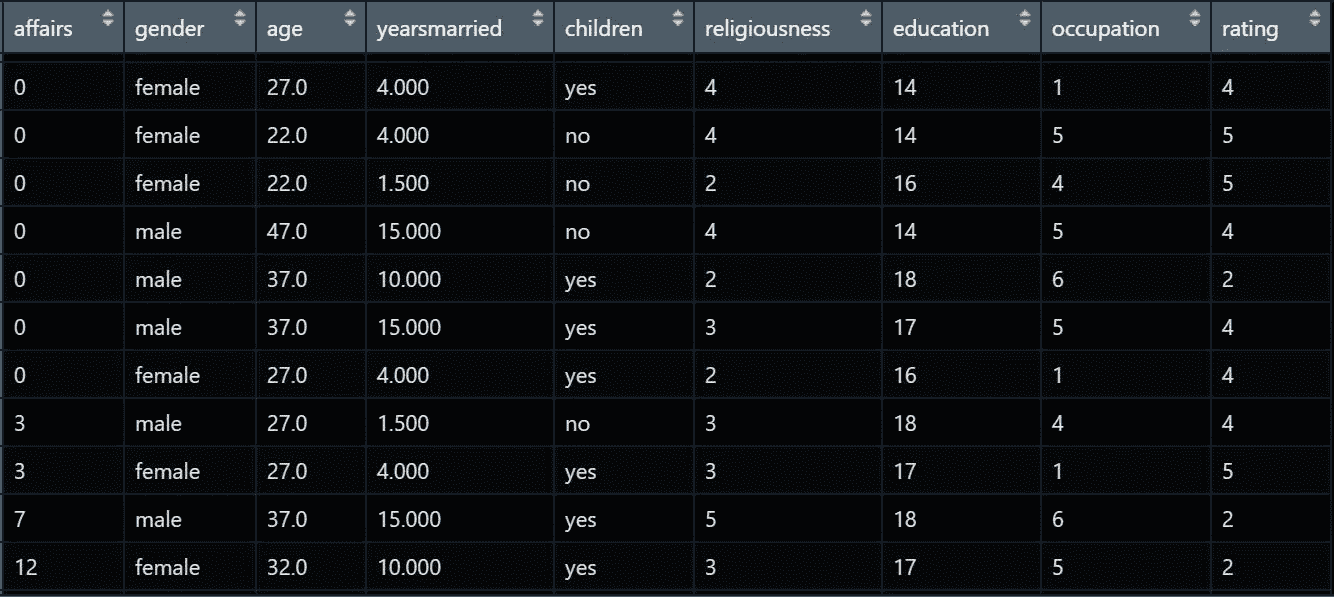 affairs gender age yearsmarried children religiousness education occupation rating
0 female 27.0 4.000 yes 4 14 1 4
0 female 22.0 4.000 no 4 14 5 5
0 female 22.0 1.500 no 2 16 4 5
0 male 47.0 15.000 no 4 14 5 4
0 male 37.0 10.000 yes 2 18 6 2
0 male 37.0 15.000 yes 3 17 5 4
0 female 27.0 4.000 yes 2 16 1 4
3 male 27.0 1.500 no 3 18 4 4
3 female 27.0 4.000 yes 3 17 1 5
7 male 37.0 15.000 yes 5 18 6 2
12 female 32.0 10.000 yes 3 17 5 2